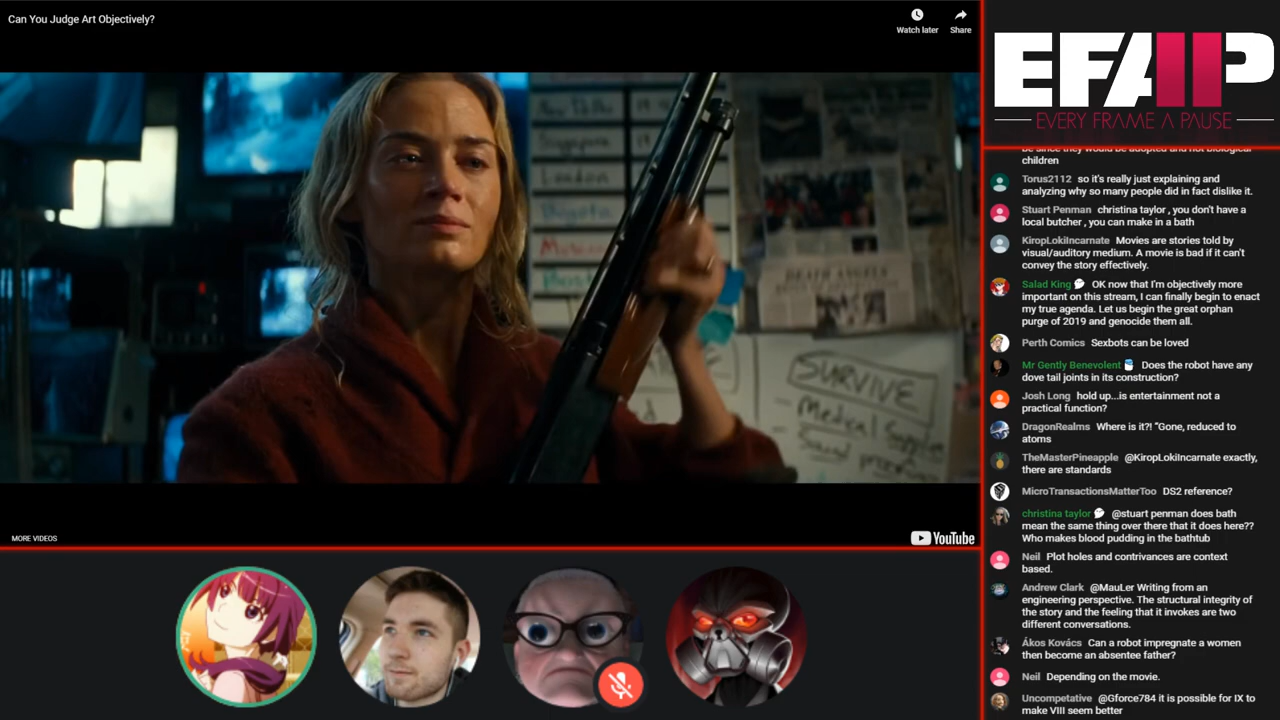 Can You Judge Art Objectively?
Watch later
Share
London
DEATH ANGELS
SURVIVE
- Medical
MORE VIDEOS
YouTube
EFAP
EVERY FRAME A PAUSE
be since they would be adopted and not biological
children
Torus2112 so it's really just explaining and
analyzing why so many people did in fact dislike it.
Stuart Penman christina taylor , you don't have a
local butcher , you can make in a bath
KiropLokiIncarnate Movies are stories told by
visual/auditory medium. A movie is bad if it can't
convey the story effectively.
Salad King OK now that I'm objectively more
important on this stream, I can finally begin to enact
my true agenda. Let us begin the great orphan
purge of 2019 and genocide them all.
Perth Comics Sexbots can be loved
Mr Gently Benevolent Does the robot have any
dove tail joints in its construction?
Josh Long hold up...is entertainment not a
practical function?
DragonRealms Where is it?! "Gone, reduced to
atoms
TheMasterPineapple @KiropLokiIncarnate exactly,
there are standards
MicroTransactionsMatterToo DS2 reference?
christina taylor @stuart penman does bath
mean the same thing over there that it does here??
Who makes blood pudding in the bathtub
Neil Plot holes and contrivances are context
based.
Andrew Clark @MauLer Writing from an
engineering perspective. The structural integrity of
the story and the feeling that it invokes are two
different conversations.
Ákos Kovács Can a robot impregnate a women
then become an absentee father?
Neil Depending on the movie.
Uncompetative @Gforce784 it is possible for IX to
make VIII seem better